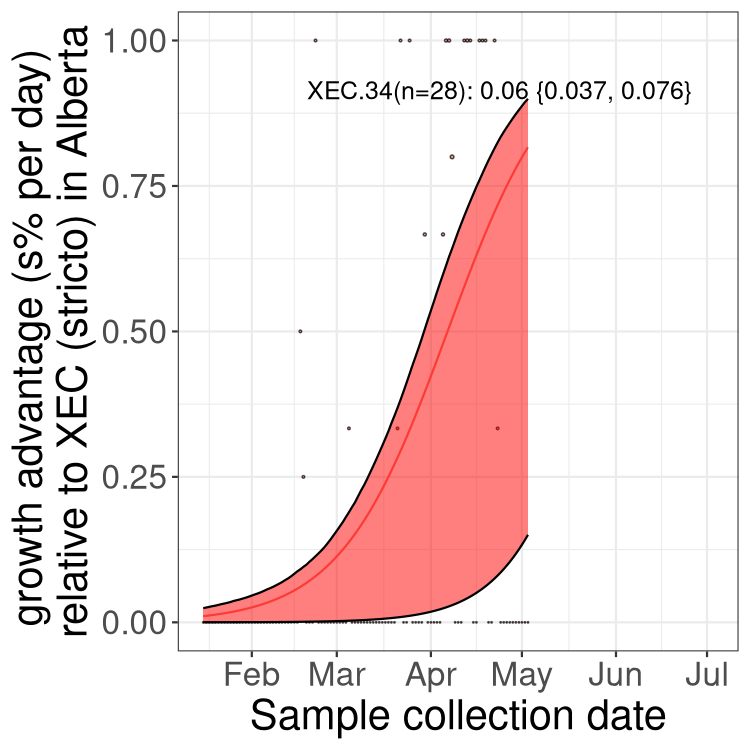 growth advantage (s% per day)
relative to XEC (stricto) in Alberta
1.00
0.75
0.50
0.25
0.00
XEC.34(n=28): 0.06 {0.037, 0.076}
Feb Mar Apr May Jun Jul
Sample collection date